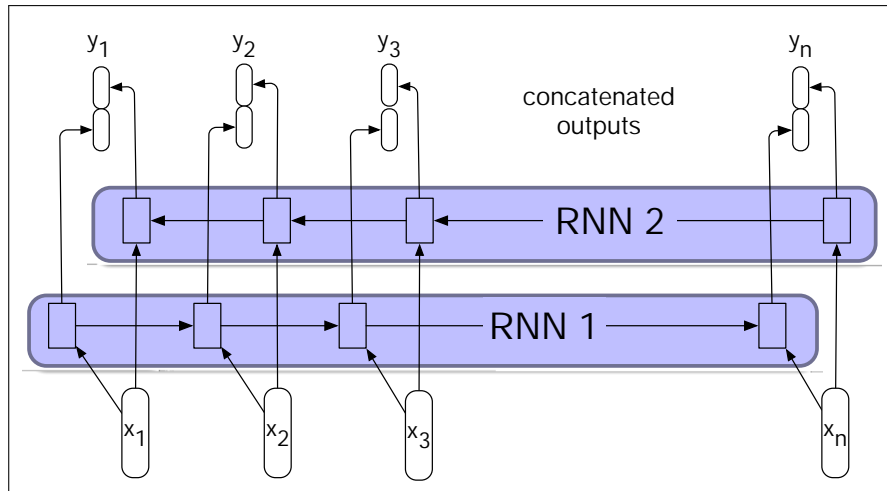 y1 y2 y3 yn
concatenated
outputs
RNN 2
RNN 1
x1 x2 x3 xn